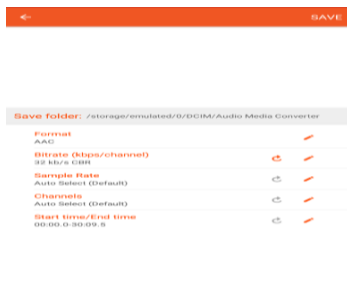 SAVE
Save folder: /storage/emulated/0/DCIM/Audio Media Converter
Format
AAC
Bitrate (kbps/channel)
32 kb/s CBR
Sample Rate
Auto Select (Default)
Channels
Auto Select (Default)
Start time/End time
00:00.0-30:09.5